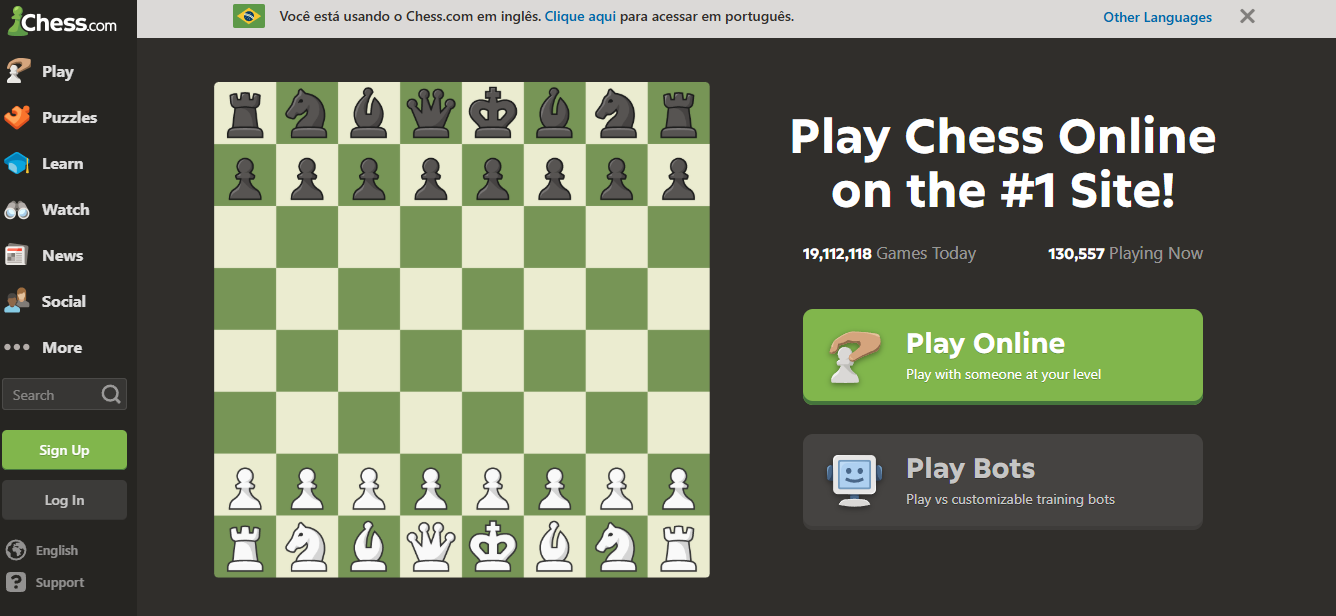 Chess.com
Você está usando o Chess.com em inglês. Clique aqui para acessar em português.
Other Languages
Play
Puzzles
Learn
Watch
News
Social
More
Search
Sign Up
Log In
English
Support
Play Chess Online
on the #1 Site!
19,112,118 Games Today
130,557 Playing Now
Play Online
Play with someone at your level
Play Bots
Play vs customizable training bots